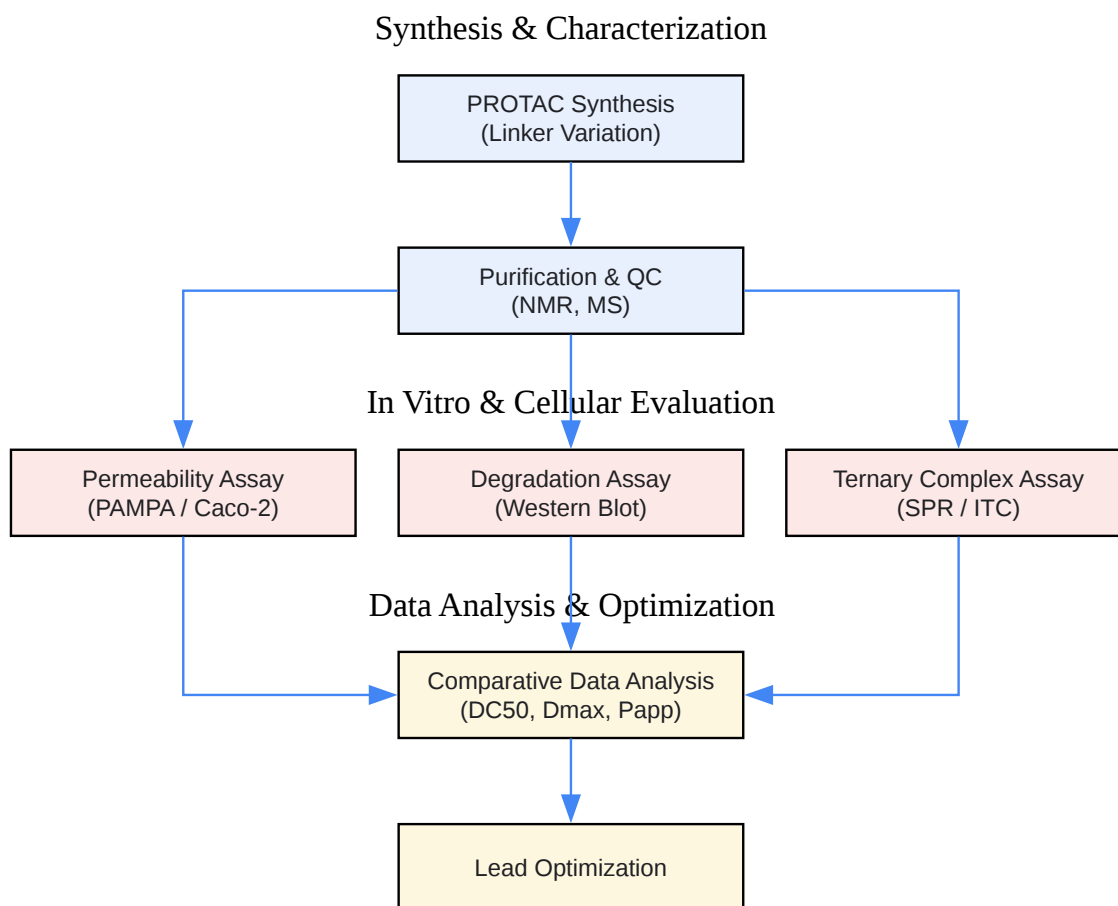 Synthesis & Characterization
PROTAC Synthesis
(Linker Variation)
Purification & QC
(NMR, MS)
In Vitro & Cellular Evaluation
Permeability Assay
(PAMPA / Caco-2)
Degradation Assay
(Western Blot)
Ternary Complex Assay
(SPR / ITC)
Data Analysis & Optimization
Comparative Data Analysis
(DC50, Dmax, Papp)
Lead Optimization